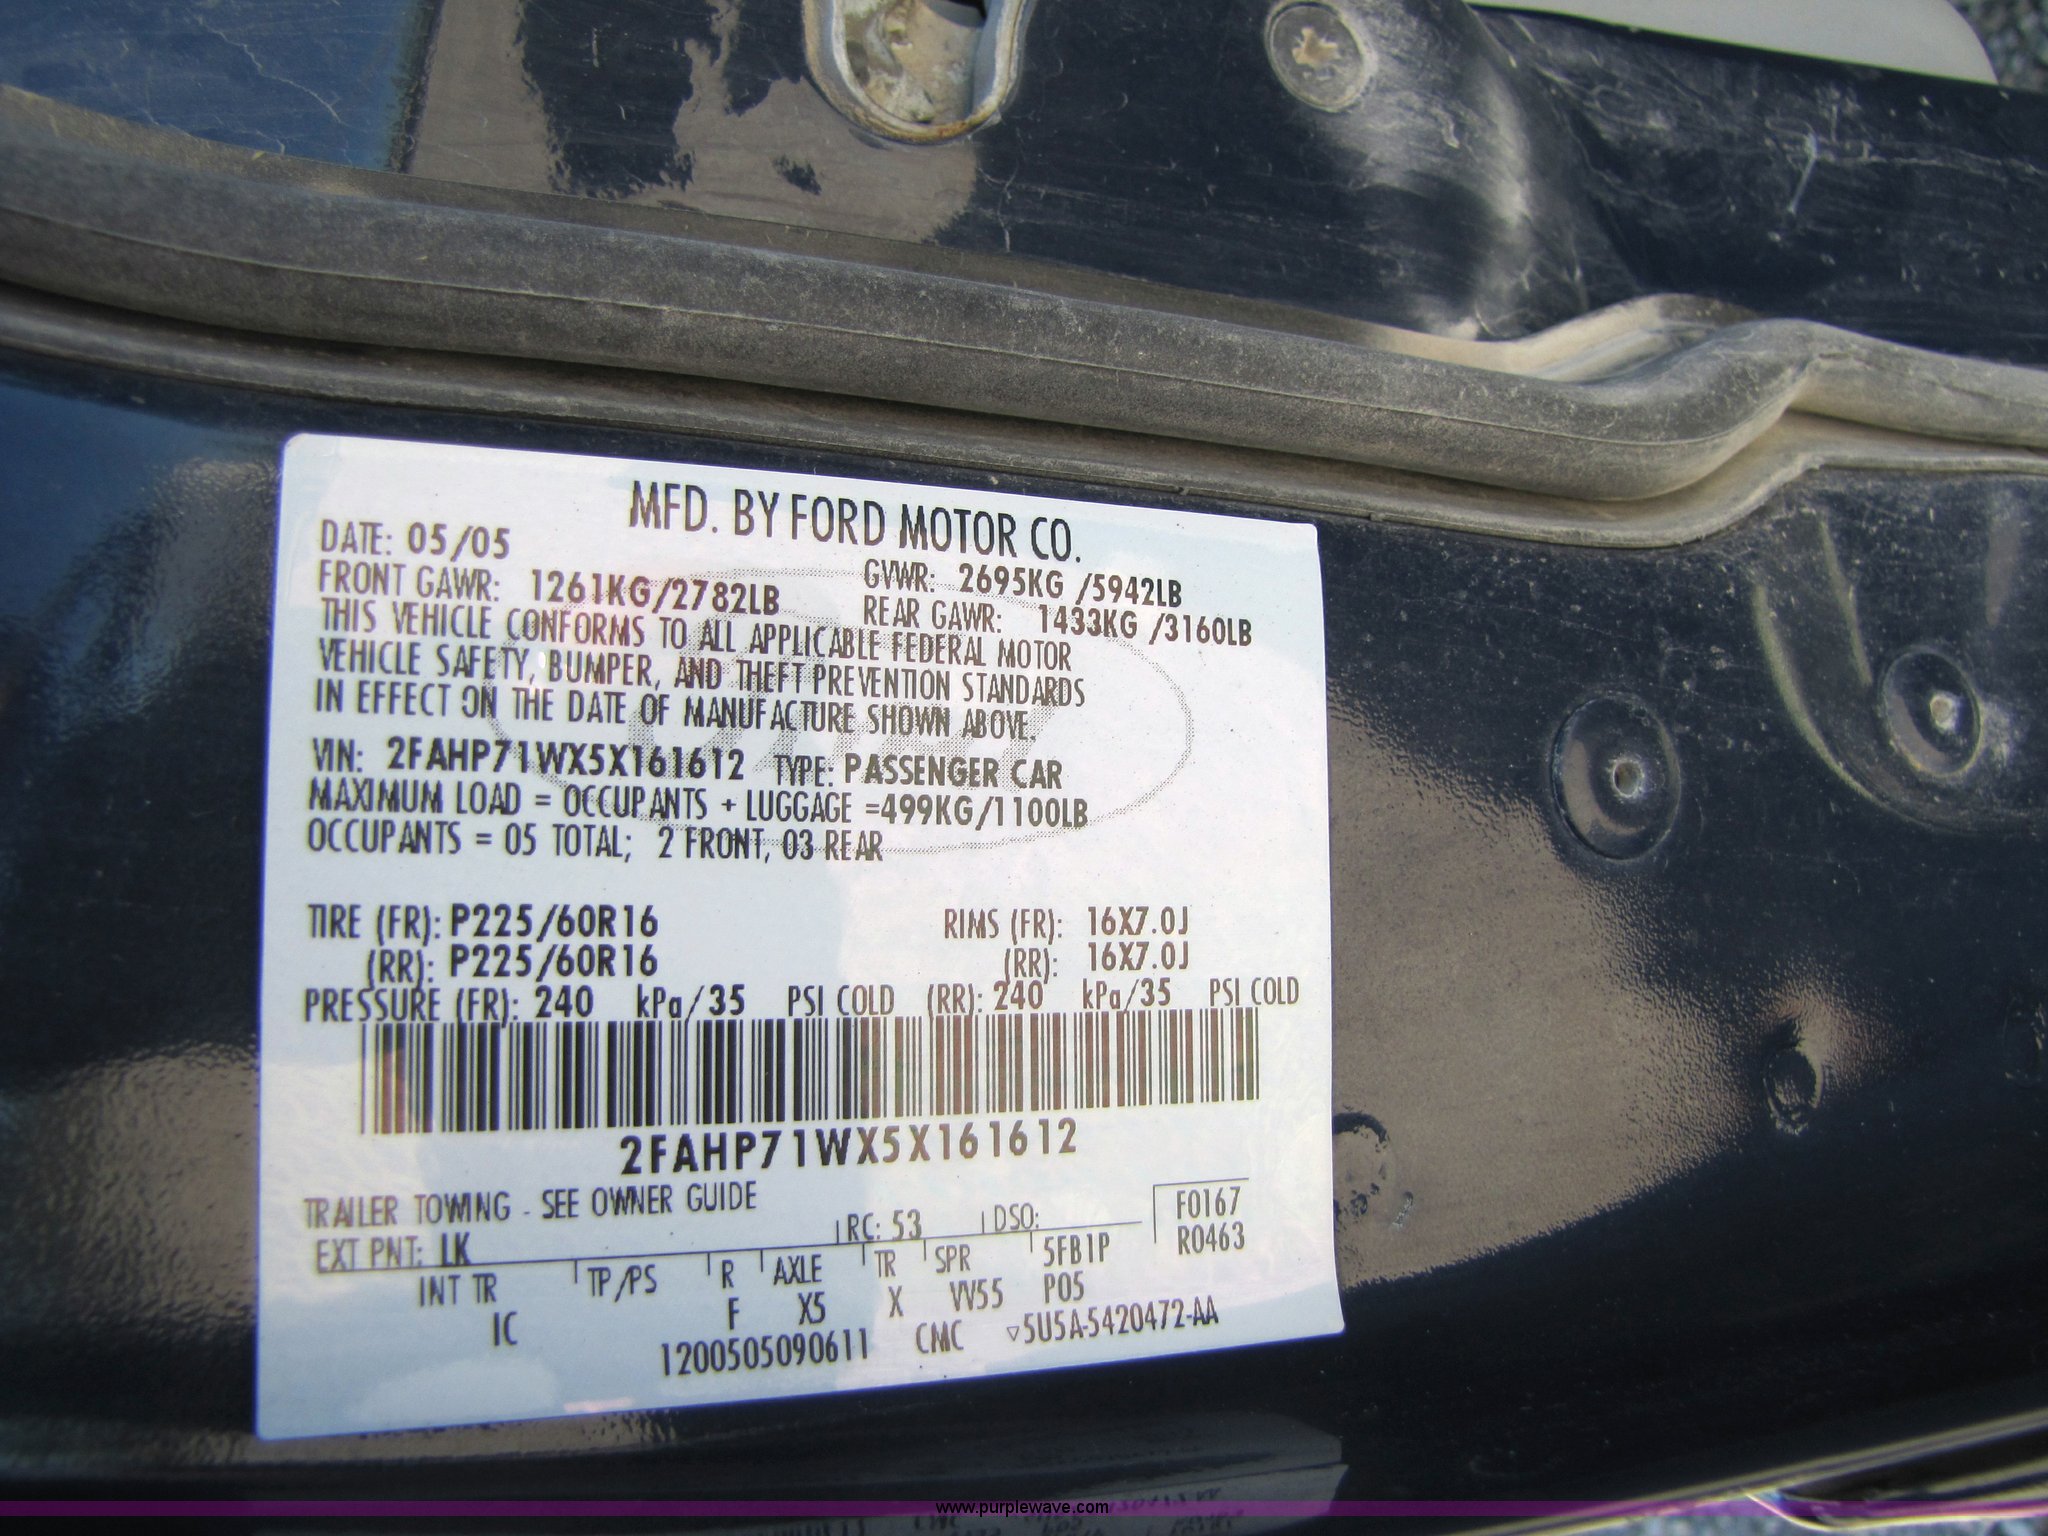 MFD. BY FORD MOTOR CO.
DATE: 05/05
GVWR: 2695KG /5942LB
FRONT GAWR: 1261KG/2782LB
REAR GAWR: 1433KG /3160LB
THIS VEHICLE CONFORMS TO ALL APPLICABLE FEDERAL MOTOR
VEHICLE SAFETY, BUMPER, AND THEFT PREVENTION STANDARDS
IN EFFECT ON THE DATE OF MANUFACTURE SHOWN ABOVE.
VIN: 2FAHP71WX5X161612 TYPE: PASSENGER CAR
MAXIMUM LOAD = OCCUPANTS + LUGGAGE =499KG/1100LB
OCCUPANTS = 05 TOTAL; 2 FRONT, 03 REAR
TIRE (FR): P225/60R16 RIMS (FR): 16X7.0J
(RR): P225/60R16 (RR): 16X7.0J
PRESSURE (FR): 240 kPa/35 PSI COLD (RR): 240 kPa/35 PSI COLD
2FAHP71WX5X161612
TRAILER TOWING - SEE OWNER GUIDE
F0167
EXT PNT: LK RC: 53 DSO: R0463
INT TR TP/PS R AXLE TR SPR 5FB1P
IC F X5 X VV55 P05
1200505090611 CMC ▽5U5A-5420472-AA
www.purplewave.com